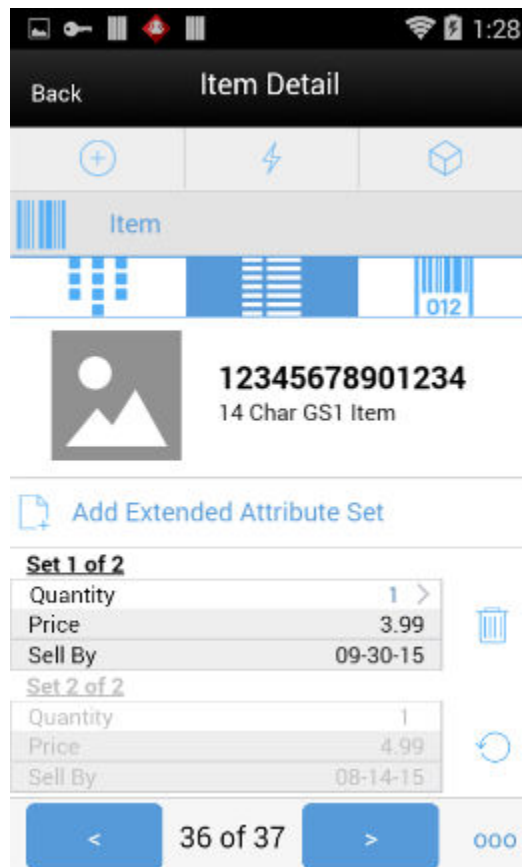 1:28
Back
Item Detail
Item
012
12345678901234
14 Char GS1 Item
Add Extended Attribute Set
Set 1 of 2
Quantity 1 >
Price 3.99
Sell By 09-30-15
Set 2 of 2
Quantity 1
Price 4.99
Sell By 08-14-15
< 36 of 37 > ooo